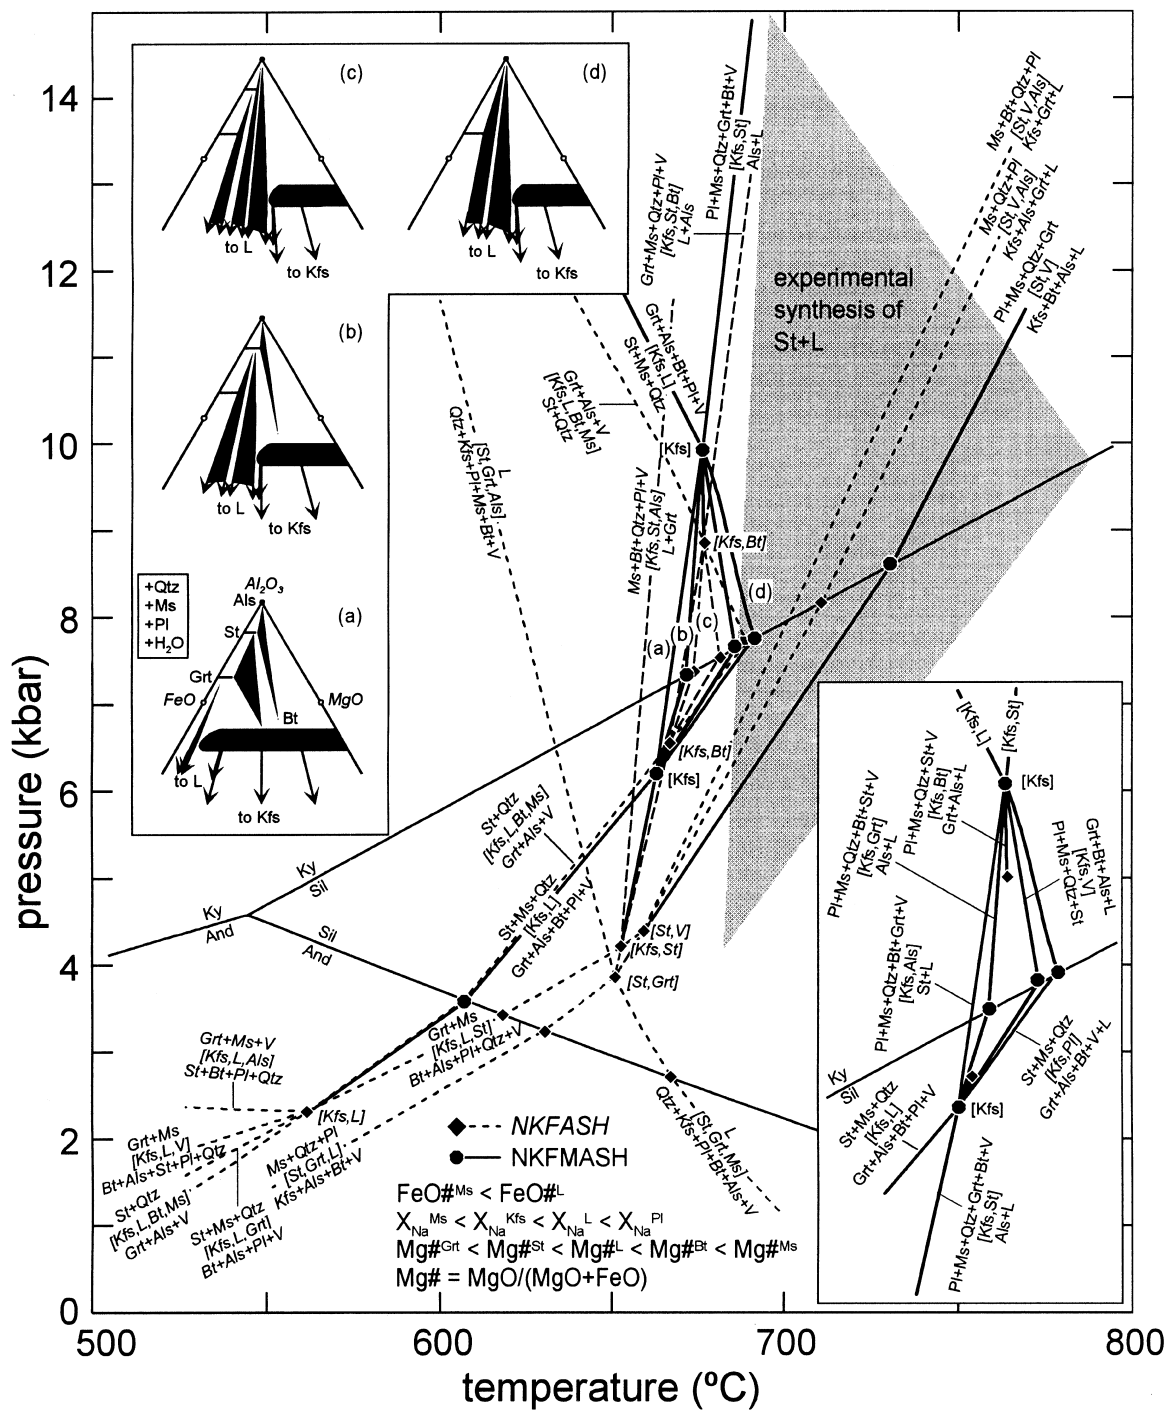 (c)
(d)
to L
to Kfs
to L
to Kfs
(b)
to L
to Kfs
+Qtz
+Ms
+Pl
+H2O
Al2O3
Als
(a)
St
Grt
FeO
MgO
Bt
to L
to Kfs
Pl+Ms+Qtz+Grt+Bt+V
[Kfs,St]
Als+L
Grt+Ms+Qtz+Pl+V
[Kfs,St,Bt]
L+Als
Ms+Bt+Qtz+Pl
[St,V,Als]
Kfs+Grt+L
Ms+Qtz+Pl
[St,V,Als]
Kfs+Als+Grt+L
Pl+Ms+Qtz+Grt
[St,V]
Kfs+Bt+Als+L
experimental
synthesis of
St+L
Grt+Als+Bt+Pl+V
[Kfs,L]
St+Ms+Qtz
Grt+Als+V
[Kfs,L,Bt,Ms]
St+Qtz
L
[St,Grt,Als]
Qtz+Kfs+Pl+Ms+Bt+V
Ms+Bt+Qtz+Pl+V
[Kfs,St,Als]
L+Grt
[Kfs]
[Kfs,Bt]
(a)
(b)
(c)
(d)
[Kfs,Bt]
[Kfs]
St+Qtz
[Kfs,L,Bt,Ms]
Grt+Als+V
St+Ms+Qtz
[Kfs,L]
Grt+Als+Bt+Pl+V
Ky
Sil
Ky
And
Sil
And
[St,V]
[Kfs,St]
[St,Grt]
Grt+Ms
[Kfs,L,St]
Bt+Als+Pl+Qtz+V
Grt+Ms+V
[Kfs,L,Als]
St+Bt+Pl+Qtz
[Kfs,L]
Grt+Ms
[Kfs,L,V]
Bt+Als+St+Pl+Qtz
St+Qtz
[Kfs,L,Bt,Ms]
Grt+Als+V
St+Ms+Qtz
[Kfs,L,Grt]
Bt+Als+Pl+V
Ms+Qtz+Pl
[St,Grt,L]
Kfs+Als+Bt+V
L
[St,Grt,Ms]
Qtz+Kfs+Pl+Bt+Als+V
NKFASH
NKFMASH
FeO#Ms < FeO#L
XNaMs < XNaKfs < XNaL < XNaPl
Mg#Grt < Mg#St < Mg#L < Mg#Bt < Mg#Ms
Mg# = MgO/(MgO+FeO)
[Kfs,L]
[Kfs,St]
[Kfs]
Pl+Ms+Qtz+St+V
[Kfs,Bt]
Grt+Als+L
Pl+Ms+Qtz+Bt+St+V
[Kfs,Grt]
Als+L
Grt+Bt+Als+L
[Kfs,V]
Pl+Ms+Qtz+St
Pl+Ms+Qtz+Bt+Grt+V
[Kfs,Als]
St+L
Ky
Sil
St+Ms+Qtz
[Kfs,L]
Grt+Als+Bt+Pl+V
[Kfs]
St+Ms+Qtz
[Kfs,Pl]
Grt+Als+Bt+V+L
Pl+Ms+Qtz+Grt+Bt+V
[Kfs,St]
Als+L
14
12
10
8
6
4
2
0
pressure (kbar)
500
600
700
800
temperature (ºC)